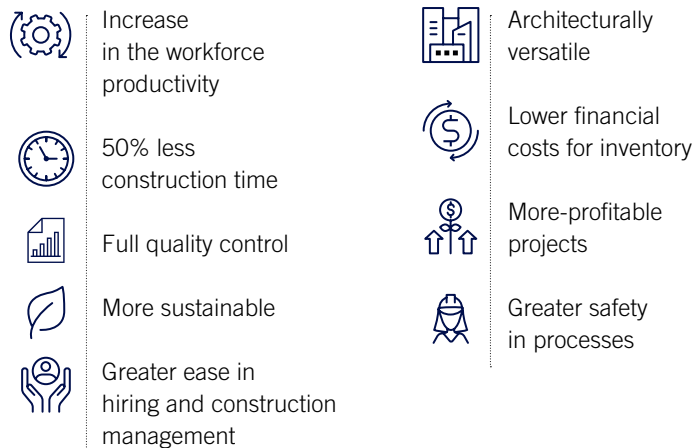 Increase
in the workforce
productivity
50% less
construction time
Full quality control
More sustainable
Greater ease in
hiring and construction
management
Architecturally
versatile
Lower financial
costs for inventory
More-profitable
projects
Greater safety
in processes